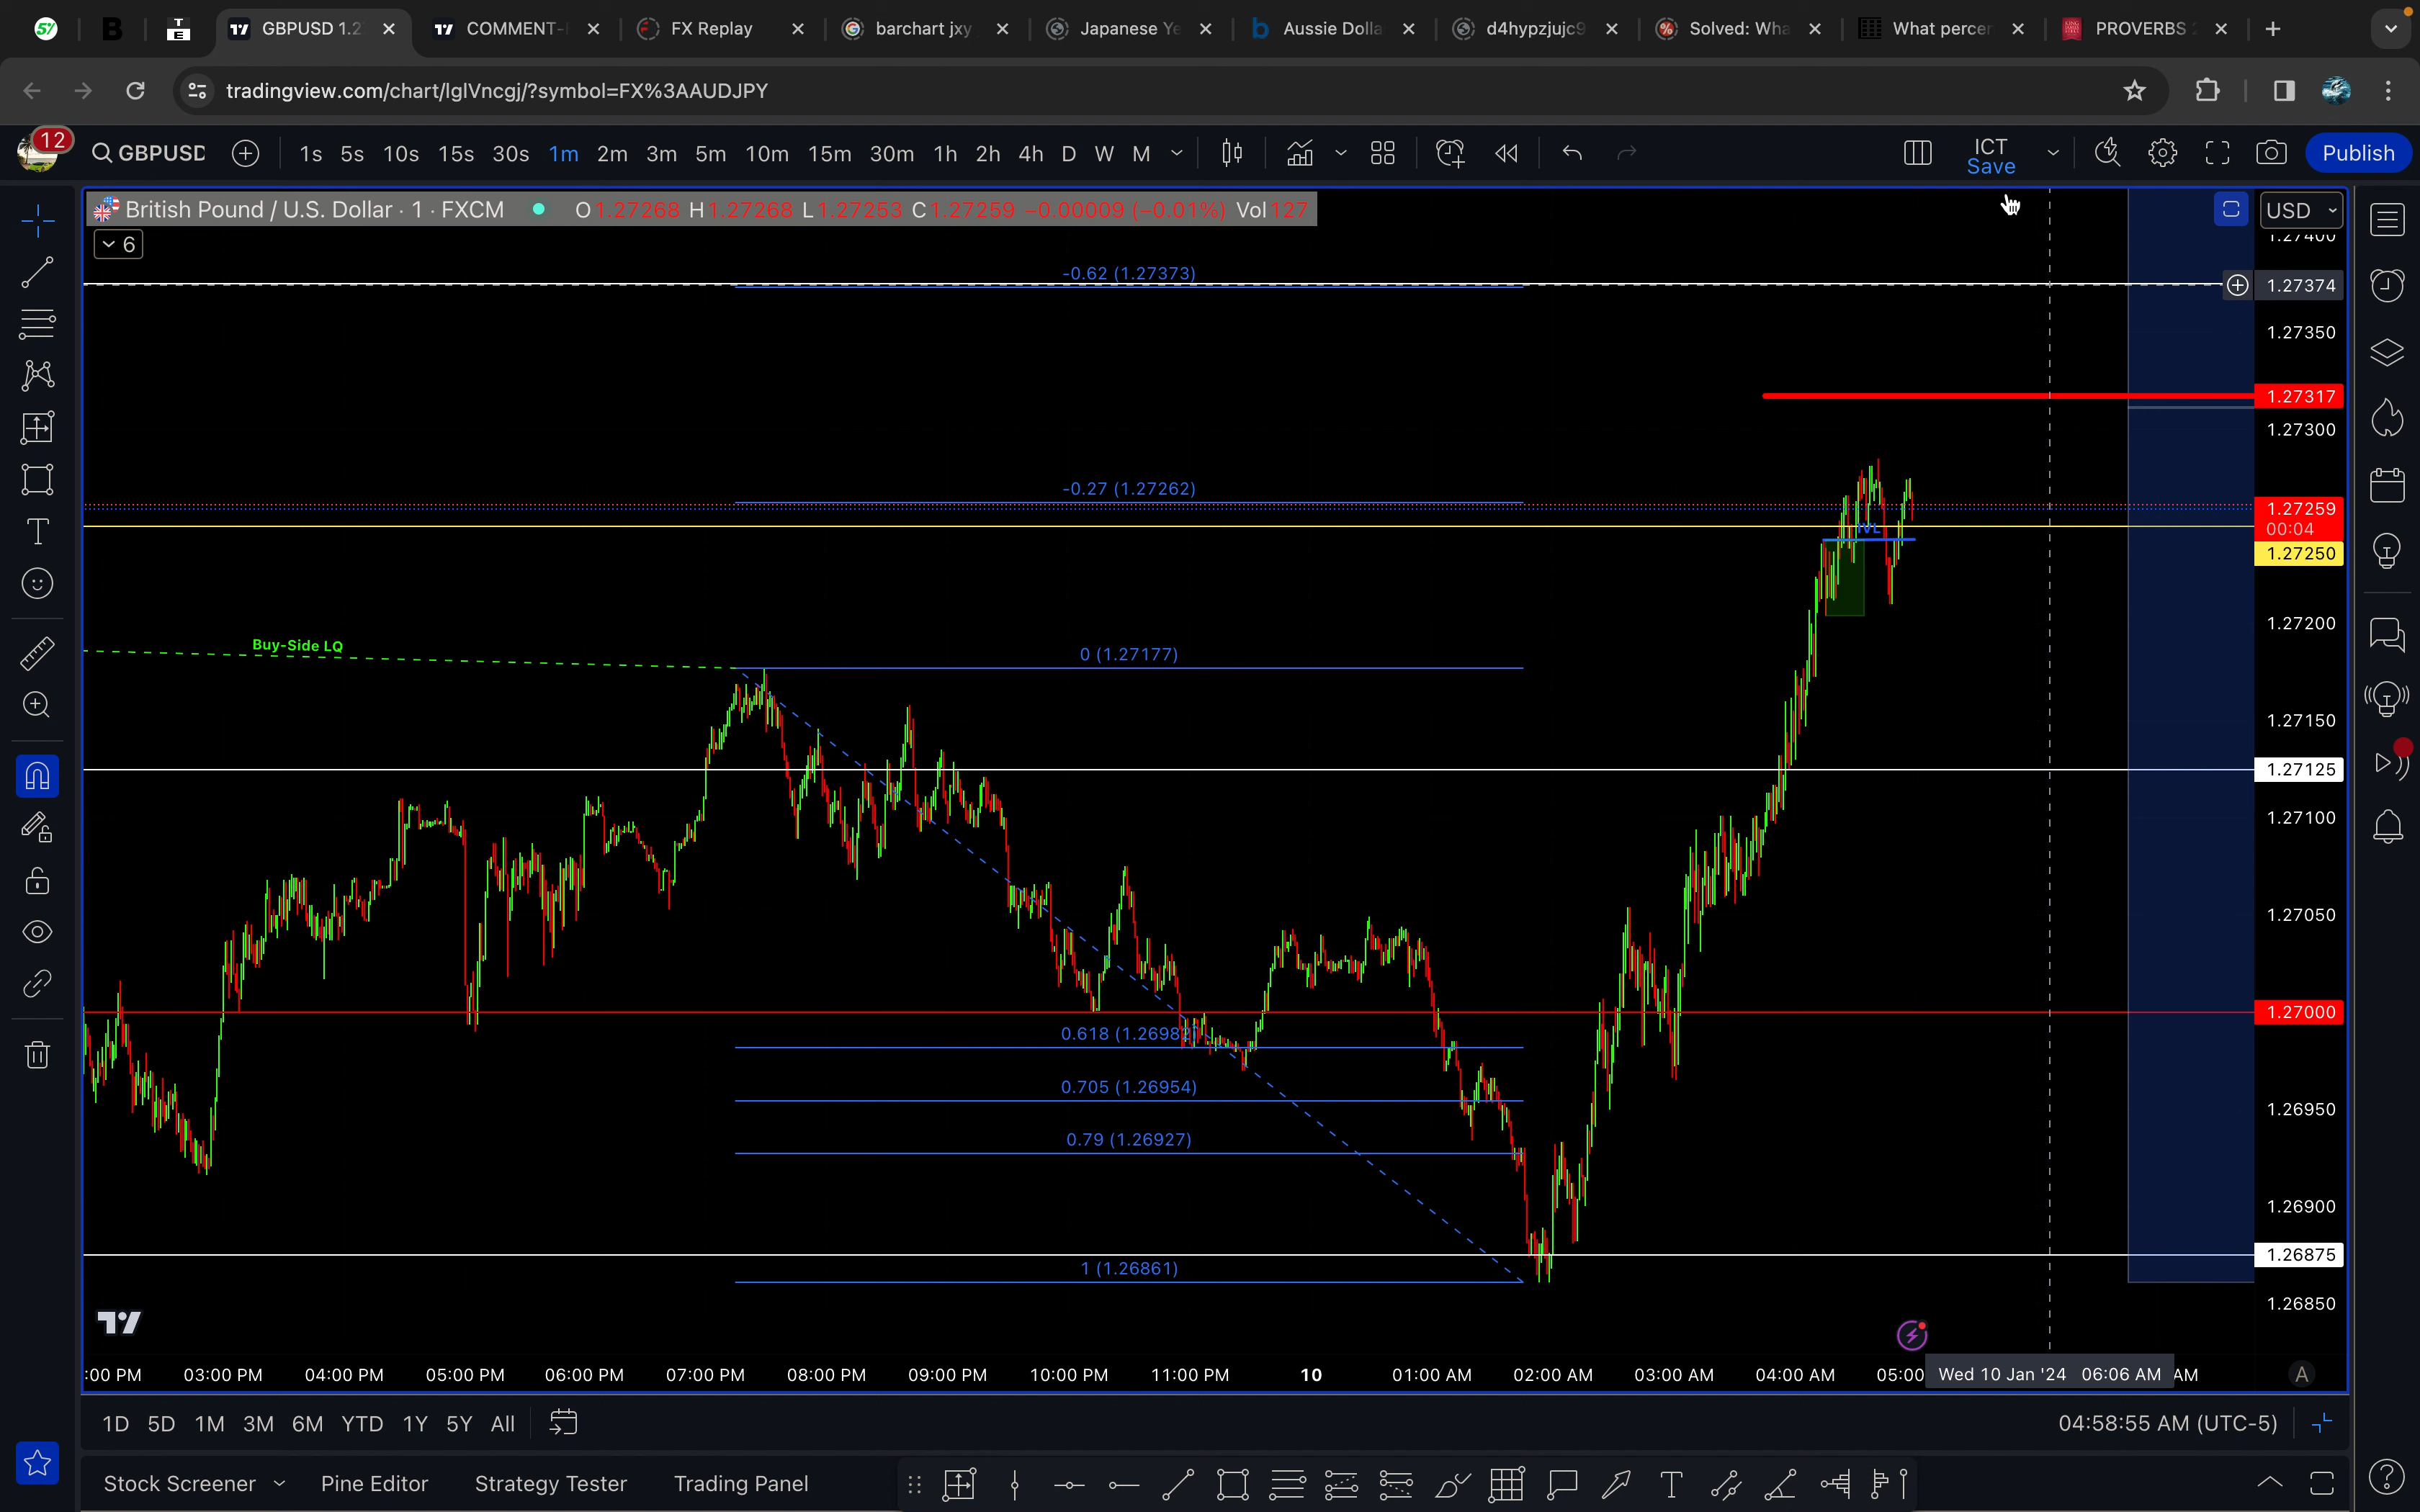 GBPUSD 1.2
COMMENT-
FX Replay
barchart jxy
Japanese Ye
Aussie Dolla
d4hypzjujc9
Solved: Wha
What percer
PROVERBS
tradingview.com/chart/lglVncgj/?symbol=FX%3AAUDJPY
12
GBPUSD
1s 5s 10s 15s 30s 1m 2m 3m 5m 10m 15m 30m 1h 2h 4h D W M
ICT
Save
Publish
British Pound / U.S. Dollar · 1 · FXCM
O1.27268 H1.27268 L1.27253 C1.27259 −0.00009 (−0.01%) Vol127
USD
6
1.27400
-0.62 (1.27373)
1.27374
1.27350
1.27317
1.27300
-0.27 (1.27262)
1.27259
00:04
IVL
1.27250
1.27200
Buy-Side LQ
0 (1.27177)
1.27150
1.27125
1.27100
1.27050
1.27000
0.618 (1.26982)
0.705 (1.26954)
1.26950
0.79 (1.26927)
1.26900
1.26875
1 (1.26861)
1.26850
:00 PM 03:00 PM 04:00 PM 05:00 PM 06:00 PM 07:00 PM 08:00 PM 09:00 PM 10:00 PM 11:00 PM 10 01:00 AM 02:00 AM 03:00 AM 04:00 AM 05:00 Wed 10 Jan '24 06:06 AM AM
A
1D 5D 1M 3M 6M YTD 1Y 5Y All
04:58:55 AM (UTC-5)
Stock Screener
Pine Editor
Strategy Tester
Trading Panel